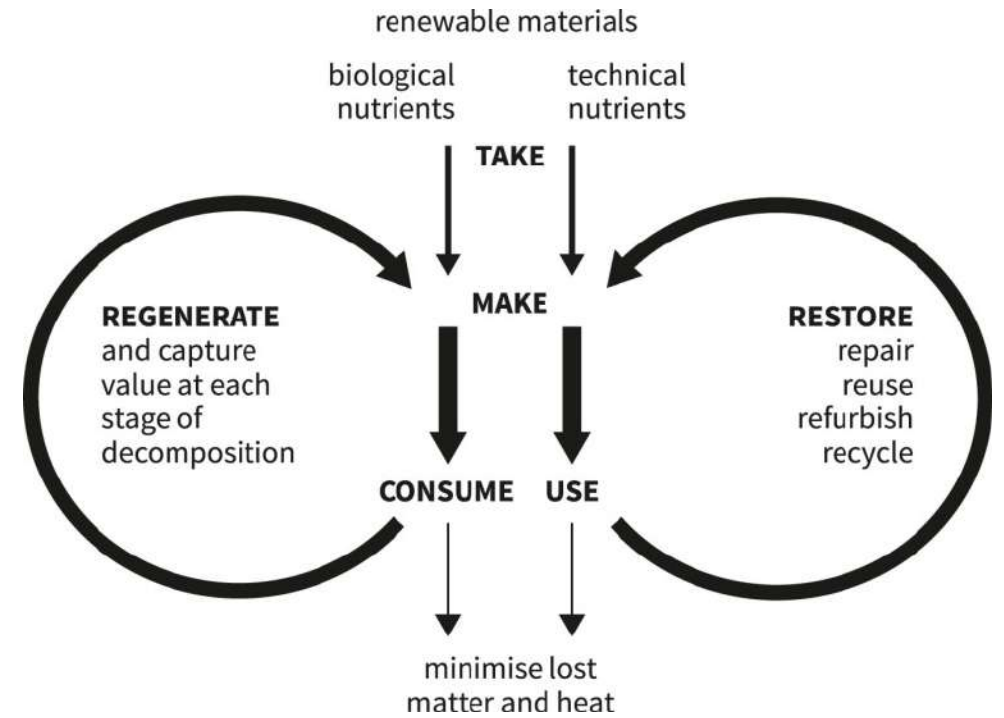 renewable materials
biological
nutrients
technical
nutrients
TAKE
MAKE
REGENERATE
and capture
value at each
stage of
decomposition
RESTORE
repair
reuse
refurbish
recycle
CONSUME
USE
minimise lost
matter and heat